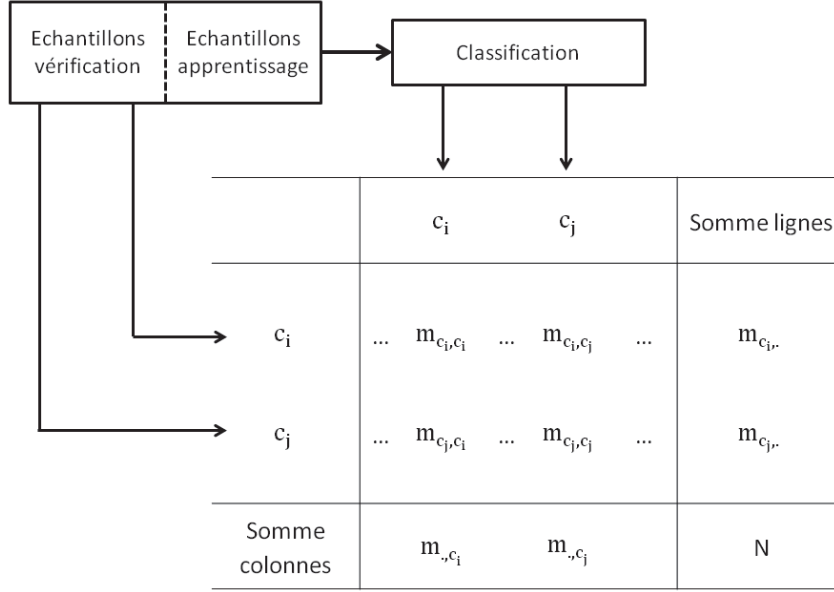 Echantillons vérification
Echantillons apprentissage
Classification
c_i c_j Somme lignes
c_i ... m_{c_i,c_i} ... m_{c_i,c_j} ... m_{c_i,.}
c_j ... m_{c_j,c_i} ... m_{c_j,c_j} ... m_{c_j,.}
Somme colonnes m_{.,c_i} m_{.,c_j} N